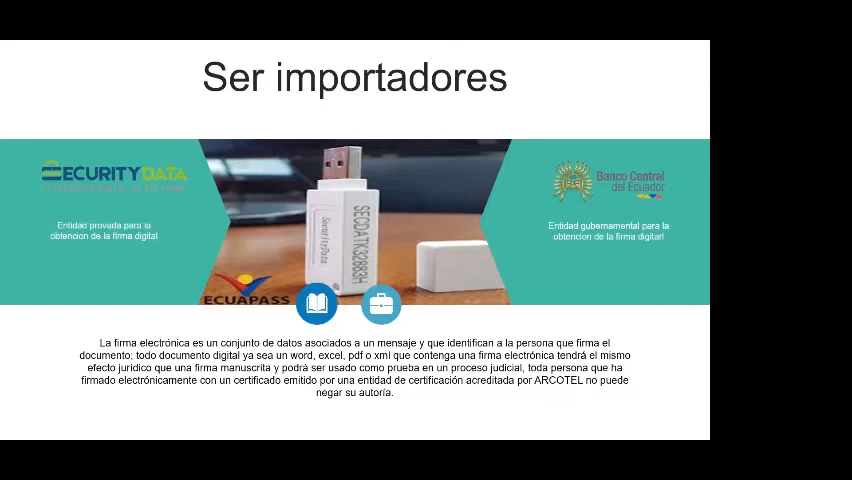 Ser importadores
SECURITYDATA
Entidad provada para la
obtencion de la firma digital
SecurityData
SECDATK32883H
ECUAPASS
Banco Central
del Ecuador
Entidad gubernamental para la
obtencion de la firma digitarl
La firma electrónica es un conjunto de datos asociados a un mensaje y que identifican a la persona que firma el
documento; todo documento digital ya sea un word, excel, pdf o xml que contenga una firma electrónica tendrá el mismo
efecto jurídico que una firma manuscrita y podrá ser usado como prueba en un proceso judicial, toda persona que ha
firmado electrónicamente con un certificado emitido por una entidad de certificación acreditada por ARCOTEL no puede
negar su autoría.